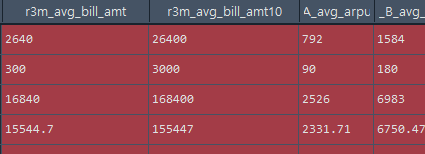 r3m_avg_bill_amt r3m_avg_bill_amt10 A_avg_arpu _B_avg_
2640 26400 792 1584
300 3000 90 180
16840 168400 2526 6983
15544.7 155447 2331.71 6750.47